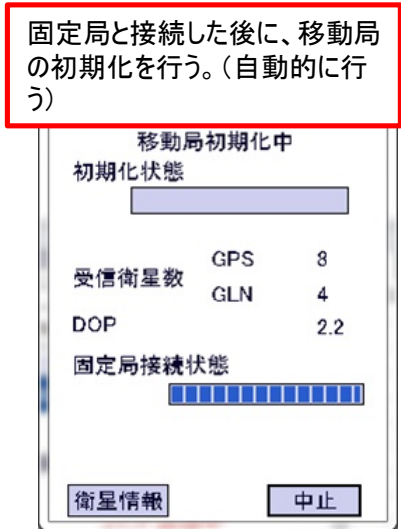 固定局と接続した後に、移動局
の初期化を行う。(自動的に行
う)
移動局初期化中
初期化状態
受信衛星数
GPS 8
GLN 4
DOP 2.2
固定局接続状態
衛星情報 中止